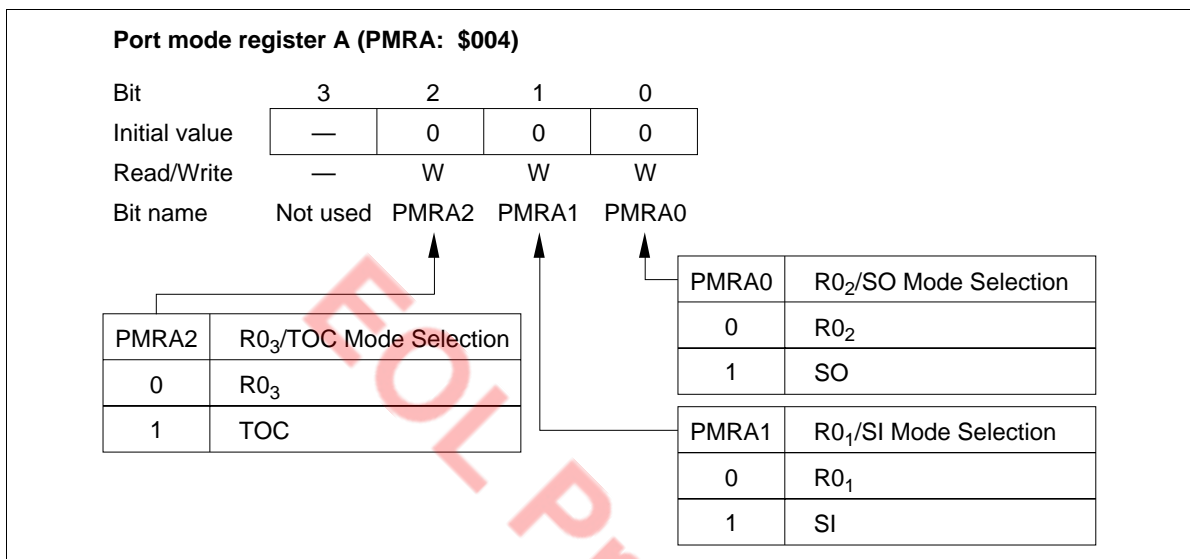 Port mode register A (PMRA: $004)
Bit 3 2 1 0
Initial value — 0 0 0
Read/Write — W W W
Bit name Not used PMRA2 PMRA1 PMRA0
PMRA0 R0₂/SO Mode Selection
0 R0₂
1 SO
PMRA2 R0₃/TOC Mode Selection
0 R0₃
1 TOC
PMRA1 R0₁/SI Mode Selection
0 R0₁
1 SI
EOL Pr